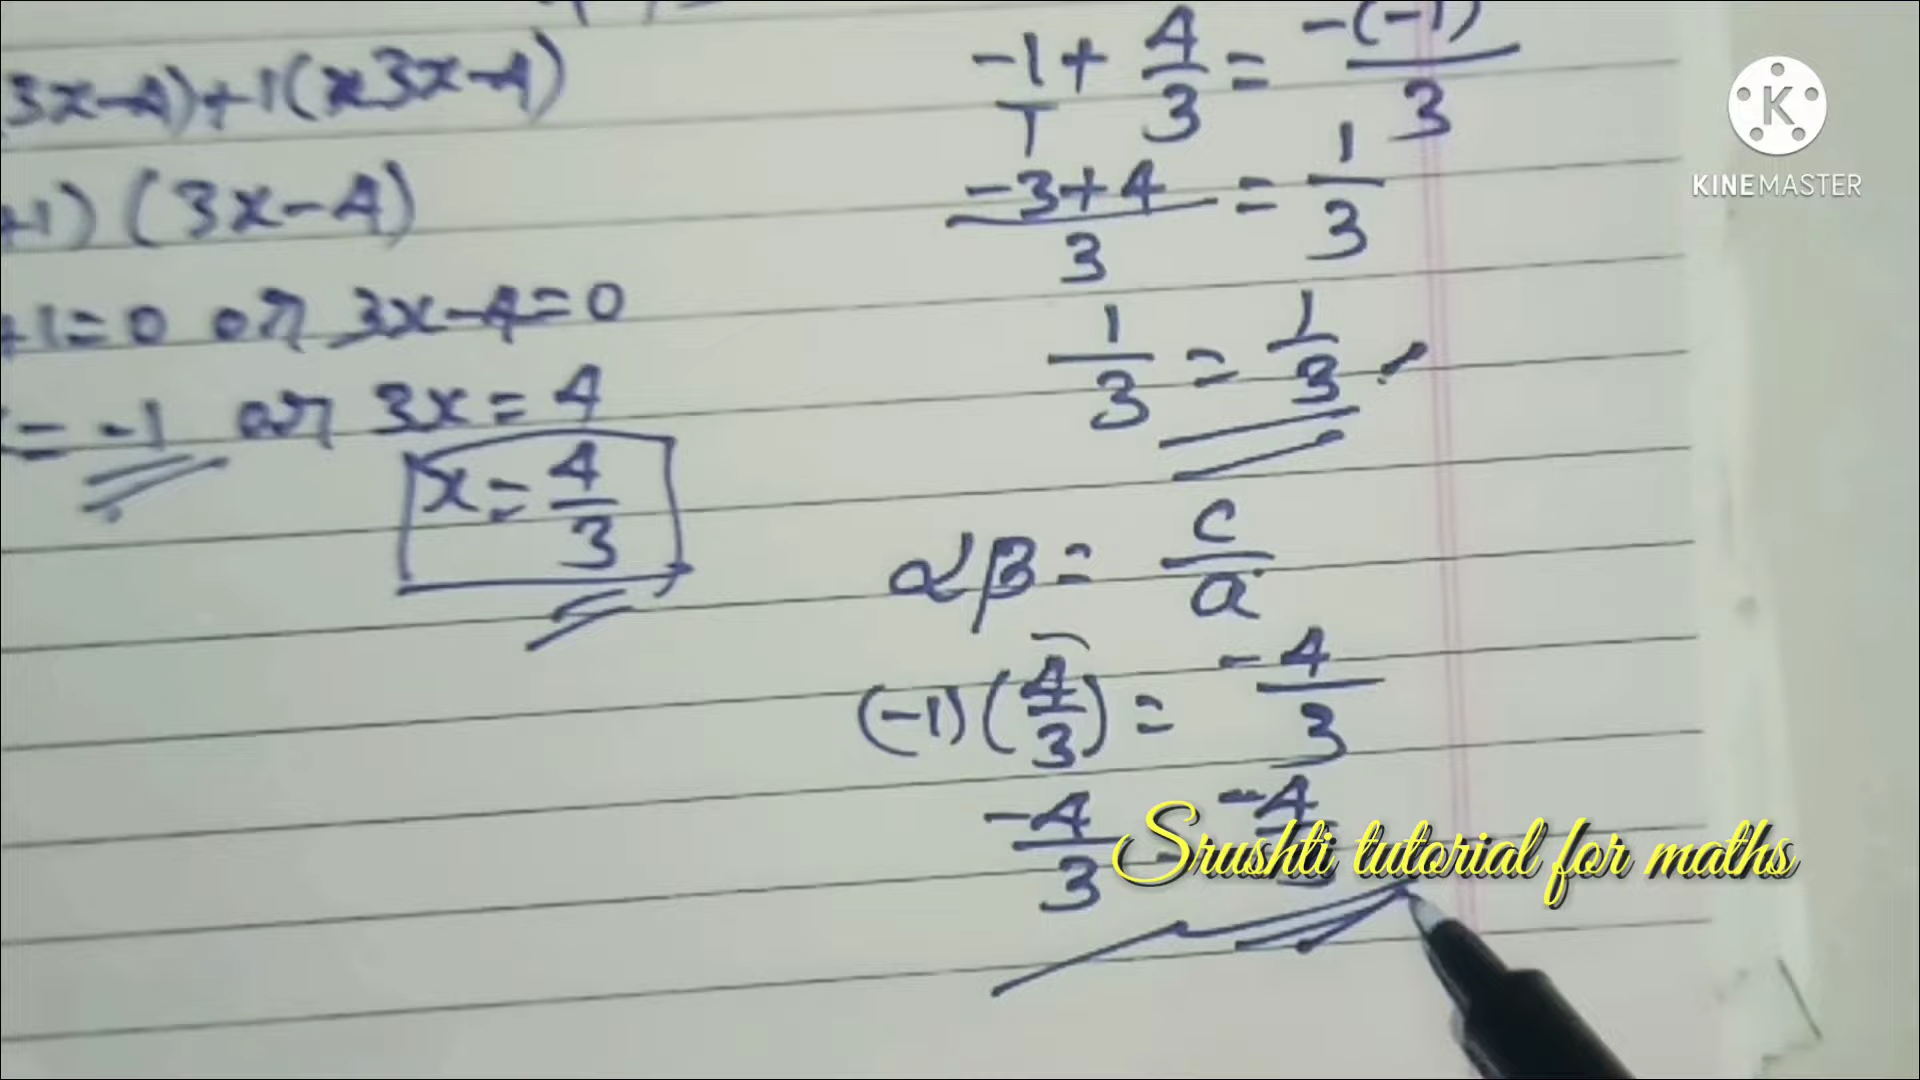 3x-4)+1(x3x-4)
+1) (3x-4)
+1=0 or 3x-4=0
= -1 or 3x=4
x= 4/3
-1/1 + 4/3 = -(-1)/3
-3+4/3 = 1/3
1/3 = 1/3
αβ= c/a
(-1)(4/3) = -4/3
-4/3 = -4/3
Srushti tutorial for maths
K
KINEMASTER